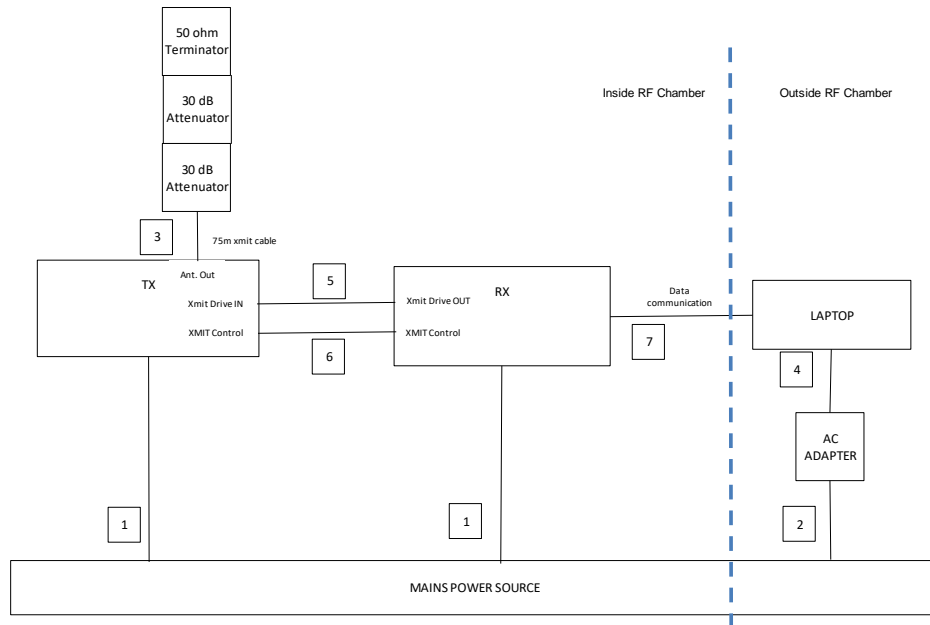 50 ohm
Terminator
30 dB
Attenuator
30 dB
Attenuator
Inside RF Chamber
Outside RF Chamber
3
75m xmit cable
Ant. Out
TX
Xmit Drive IN
XMIT Control
5
6
RX
Xmit Drive OUT
XMIT Control
Data
communication
7
LAPTOP
4
AC
ADAPTER
1
1
2
MAINS POWER SOURCE